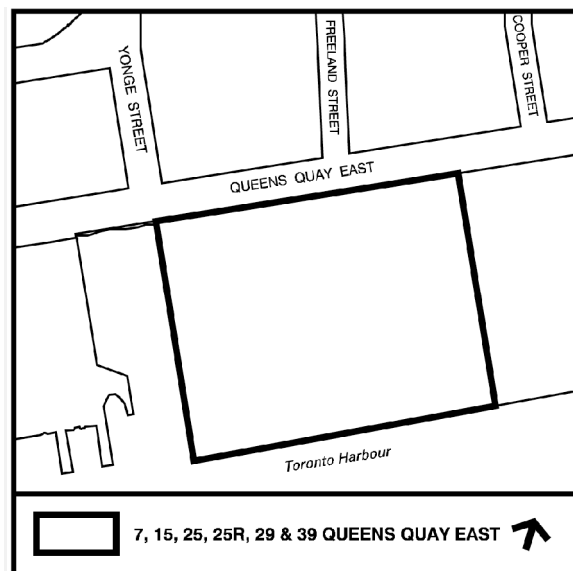 YONGE STREET
FREELAND STREET
COOPER STREET
QUEENS QUAY EAST
Toronto Harbour
7, 15, 25, 25R, 29 & 39 QUEENS QUAY EAST